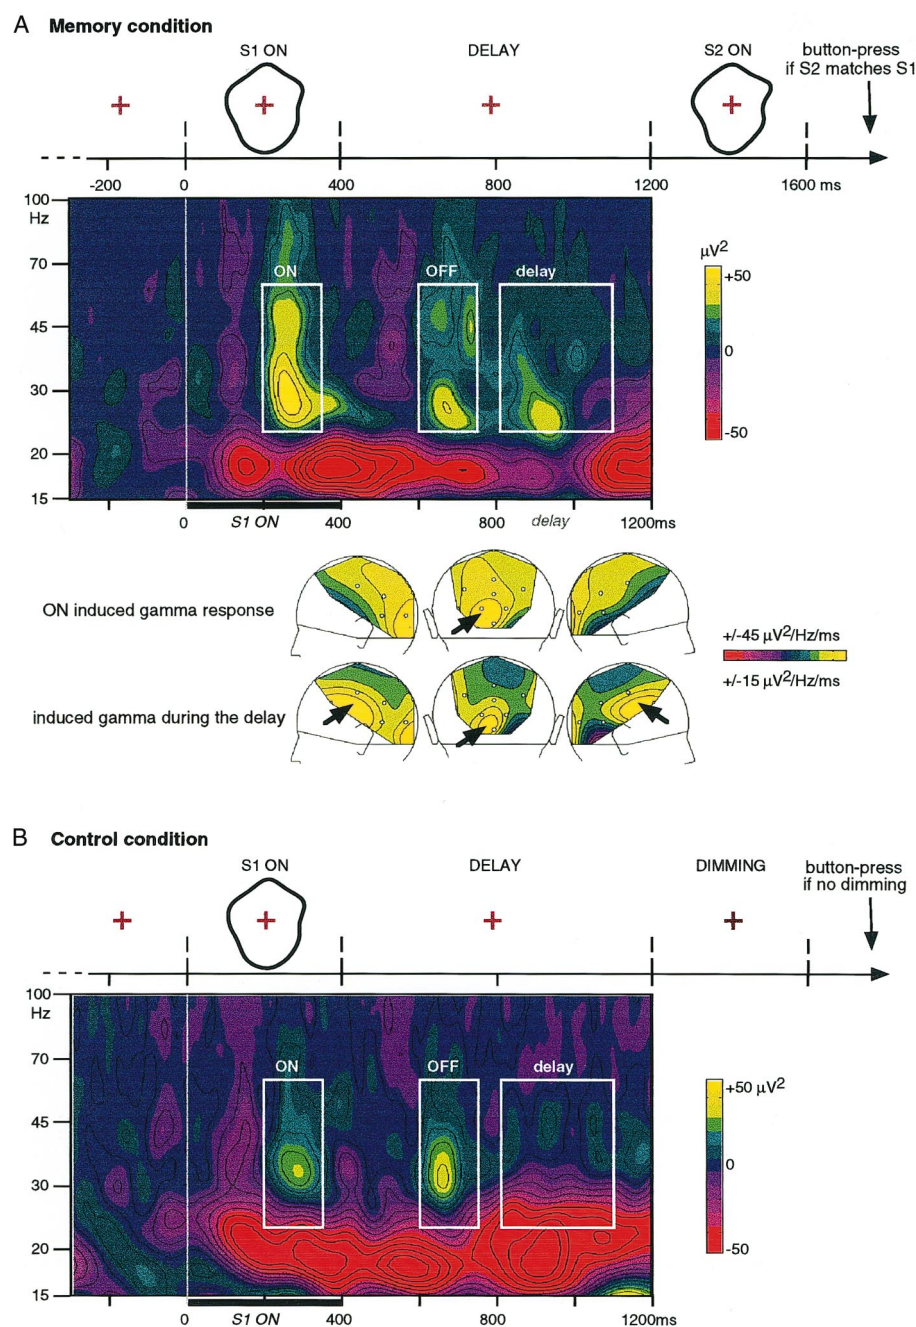 A Memory condition
S1 ON
DELAY
S2 ON
button-press
if S2 matches S1
-200 0 400 800 1200 1600 ms
100
Hz
70
45
30
20
15
ON
OFF
delay
0 S1 ON 400 800 delay 1200ms
µV2
+50
0
-50
ON induced gamma response
induced gamma during the delay
+/-45 µV2/Hz/ms
+/-15 µV2/Hz/ms
B Control condition
S1 ON
DELAY
DIMMING
button-press
if no dimming
100
Hz
70
45
30
20
15
ON
OFF
delay
0 S1 ON 400 800 1200ms
+50 µV2
0
-50